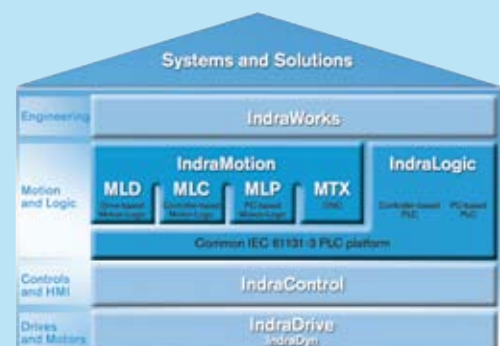 Systems and Solutions
Engineering
IndraWorks
Motion
and Logic
IndraMotion
MLD
Drive-based
Motion-Logic
MLC
Controller-based
Motion-Logic
MLP
PC-based
Motion-Logic
MTX
CNC
IndraLogic
Controller-based
PLC
PC-based
PLC
Common IEC 61131-3 PLC platform
Controls
and HMI
IndraControl
Drives
and Motors
IndraDrive
IndraDyn